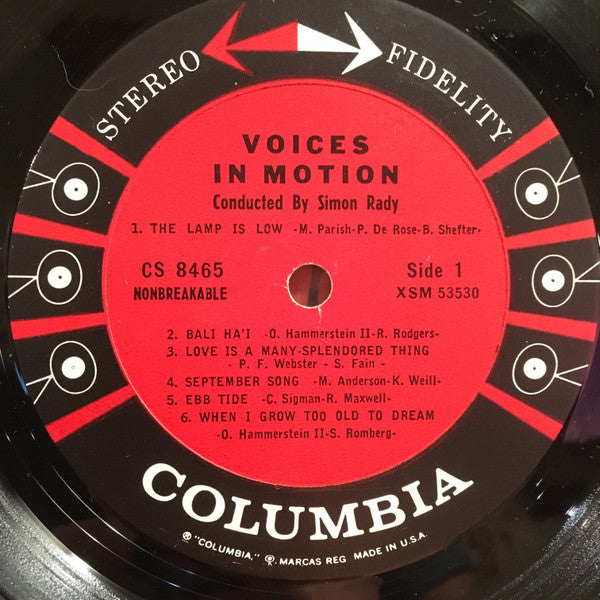 STEREO FIDELITY
VOICES
IN MOTION
Conducted By Simon Rady
1. THE LAMP IS LOW -M. Parish-P. De Rose-B. Shefter-
CS 8465
NONBREAKABLE
Side 1
XSM 53530
2. BALI HA'I -O. Hammerstein II-R. Rodgers-
3. LOVE IS A MANY-SPLENDORED THING
- P. F. Webster - S. Fain -
4. SEPTEMBER SONG -M. Anderson-K. Weill-
5. EBB TIDE -C. Sigman-R. Maxwell-
6. WHEN I GROW TOO OLD TO DREAM
-O. Hammerstein II-S. Romberg-
COLUMBIA
® "COLUMBIA," ℗, MARCAS REG. MADE IN U.S.A.